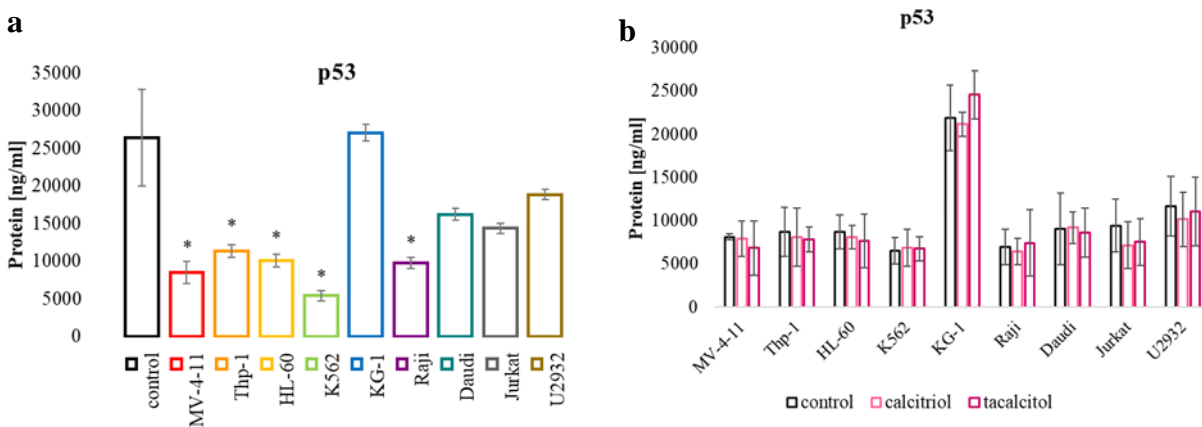 a
p53
Protein [ng/ml]
35000
30000
25000
20000
15000
10000
5000
0
* * * * *
control MV-4-11 Thp-1 HL-60 K562 KG-1 Raji Daudi Jurkat U2932
b
p53
Protein [ng/ml]
30000
25000
20000
15000
10000
5000
0
MV-4-11 Thp-1 HL-60 K562 KG-1 Raji Daudi Jurkat U2932
control calcitriol tacalcitol